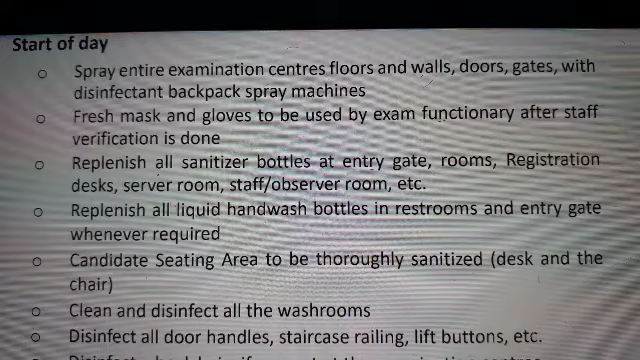 Start of day
o Spray entire examination centres floors and walls, doors, gates, with
disinfectant backpack spray machines
o Fresh mask and gloves to be used by exam functionary after staff
verification is done
o Replenish all sanitizer bottles at entry gate, rooms, Registration
desks, server room, staff/observer room, etc.
o Replenish all liquid handwash bottles in restrooms and entry gate
whenever required
o Candidate Seating Area to be thoroughly sanitized (desk and the
chair)
o Clean and disinfect all the washrooms
o Disinfect all door handles, staircase railing, lift buttons, etc.